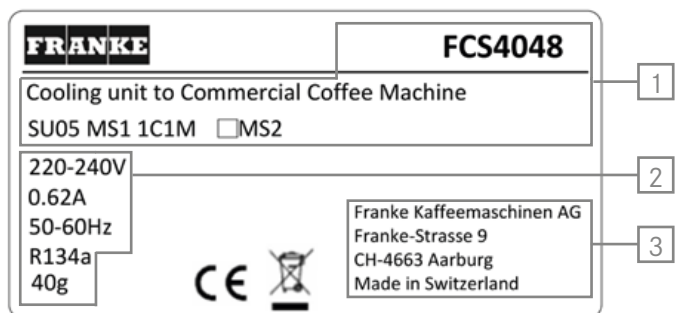 FRANKE
FCS4048
Cooling unit to Commercial Coffee Machine
SU05 MS1 1C1M □MS2
220-240V
0.62A
50-60Hz
R134a
40g
CE
Franke Kaffeemaschinen AG
Franke-Strasse 9
CH-4663 Aarburg
Made in Switzerland
1
2
3